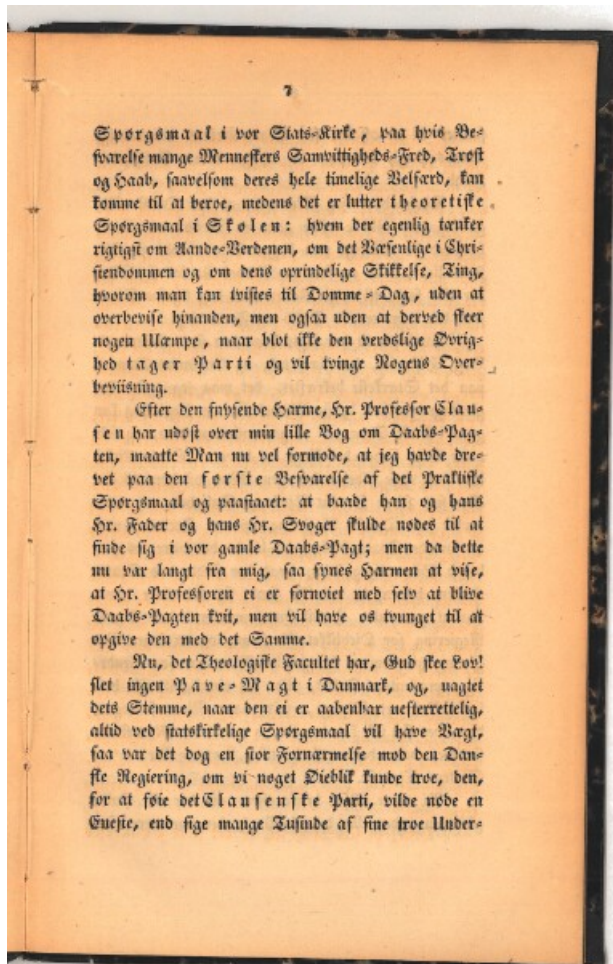 7
Spørgsmaal i vor Stats-Kirke, paa hvis Be-
svarelse mange Menneskers Samvittigheds-Fred, Trøst
og Haab, saavelsom deres hele timelige Velfærd, kan
komme til at beroe, medens det er lutter theoretiske
Spørgsmaal i Skolen: hvem der egenlig tænker
rigtigst om Aande-Verdenen, om det Væsenlige i Chri-
stendommen og om dens oprindelige Skikkelse, Ting,
hvorom man kan tvistes til Domme-Dag, uden at
overbevise hinanden, men ogsaa uden at derved skeer
nogen Ulæmpe, naar blot ikke den verdslige Øvrig-
hed tager Parti og vil tvinge Nogens Over-
beviisning.
Efter den fnysende Harme, Hr. Professor Clau-
sen har udøst over min lille Bog om Daabs-Pag-
ten, maatte Man nu vel formode, at jeg havde dre-
vet paa den første Besvarelse af det Praktiske
Spørgsmaal og paastaaet: at baade han og hans
Hr. Fader og hans Hr. Svoger skulde nødes til at
finde sig i vor gamle Daabs-Pagt; men da dette
nu var langt fra mig, saa synes Harmen at vise,
at Hr. Professoren ei er fornøiet med selv at blive
Daabs-Pagten kvit, men vil have os tvunget til at
opgive den med det Samme.
Nu, det Theologiske Facultet har, Gud skee Lov!
slet ingen Pave-Magt i Danmark, og, uagtet
dets Stemme, naar den ei er aabenbar uefterrettelig,
altid ved statskirkelige Spørgsmaal vil have Vægt,
saa var det dog en stor Fornærmelse mod den Dan-
ske Regiering, om vi noget Øieblik kunde troe, den,
for at føie det Clausenske Parti, vilde nøde en
Eneste, end sige mange Tusinde af sine troe Under-